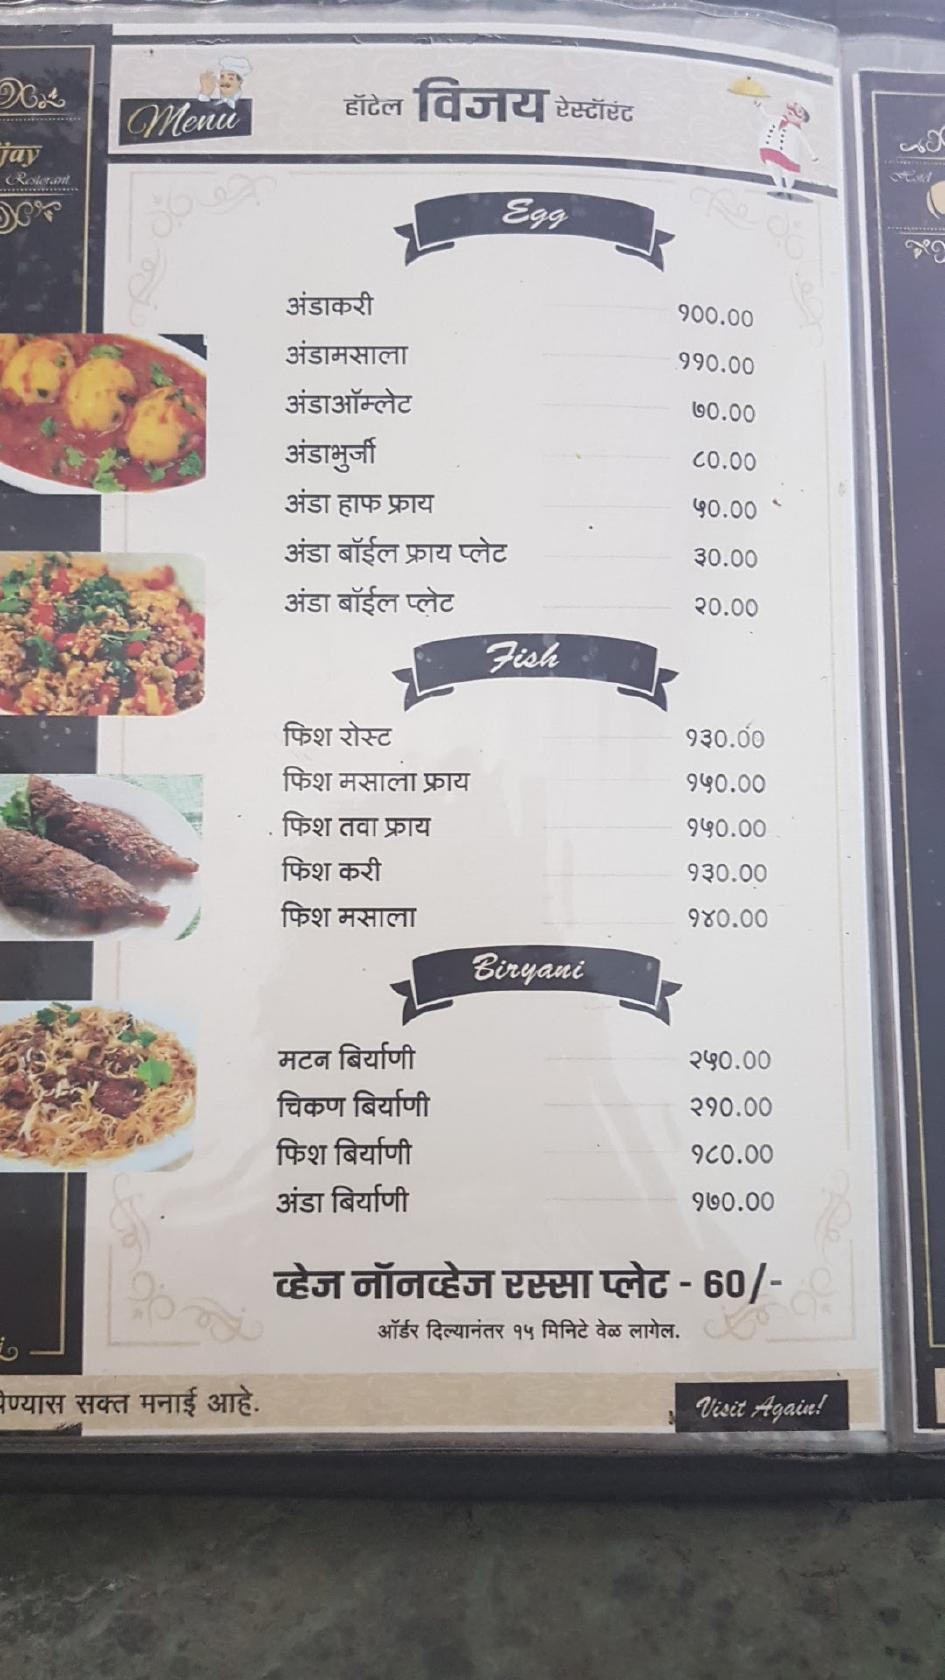 Menu
हॉटेल विजय रेस्टॉरंट
Egg
अंडाकरी १००.००
अंडामसाला ११०.००
अंडाऑम्लेट ७०.००
अंडाभुर्जी ८०.००
अंडा हाफ फ्राय ५०.००
अंडा बॉईल फ्राय प्लेट ३०.००
अंडा बॉईल प्लेट २०.००
Fish
फिश रोस्ट १३०.००
फिश मसाला फ्राय १५०.००
फिश तवा फ्राय १५०.००
फिश करी १३०.००
फिश मसाला १४०.००
Biryani
मटन बिर्याणी २५०.००
चिकण बिर्याणी २१०.००
फिश बिर्याणी १८०.००
अंडा बिर्याणी १७०.००
व्हेज नॉनव्हेज रस्सा प्लेट - 60/-
ऑर्डर दिल्यानंतर १५ मिनिटे वेळ लागेल.
सक्त मनाई आहे.
Visit Again!
Restorant
Hotel